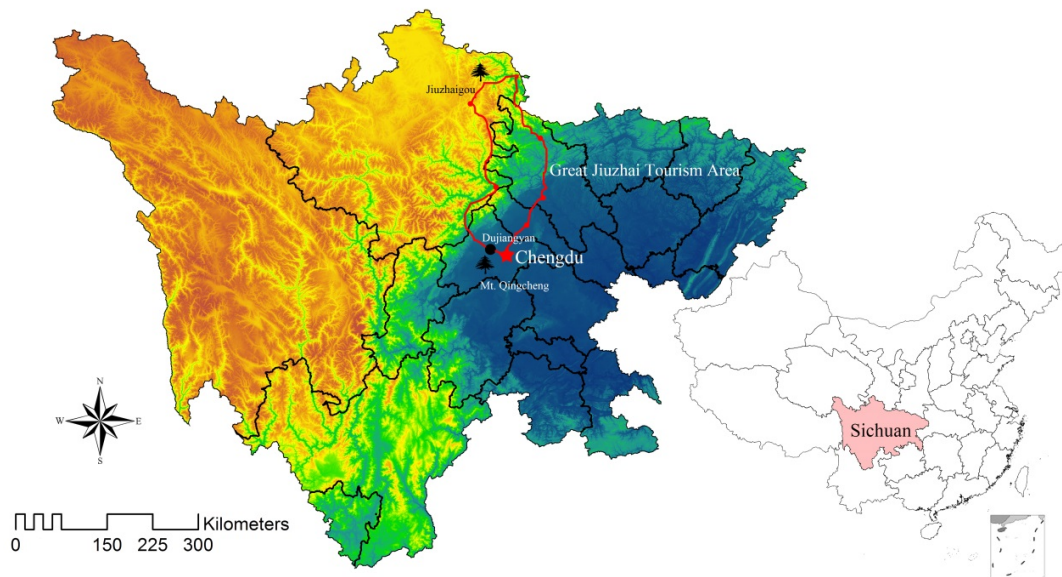 Jiuzhaigou
Great Jiuzhai Tourism Area
Dujiangyan
Chengdu
Mt. Qingcheng
N
W
E
S
Sichuan
Kilometers
0
150
225
300